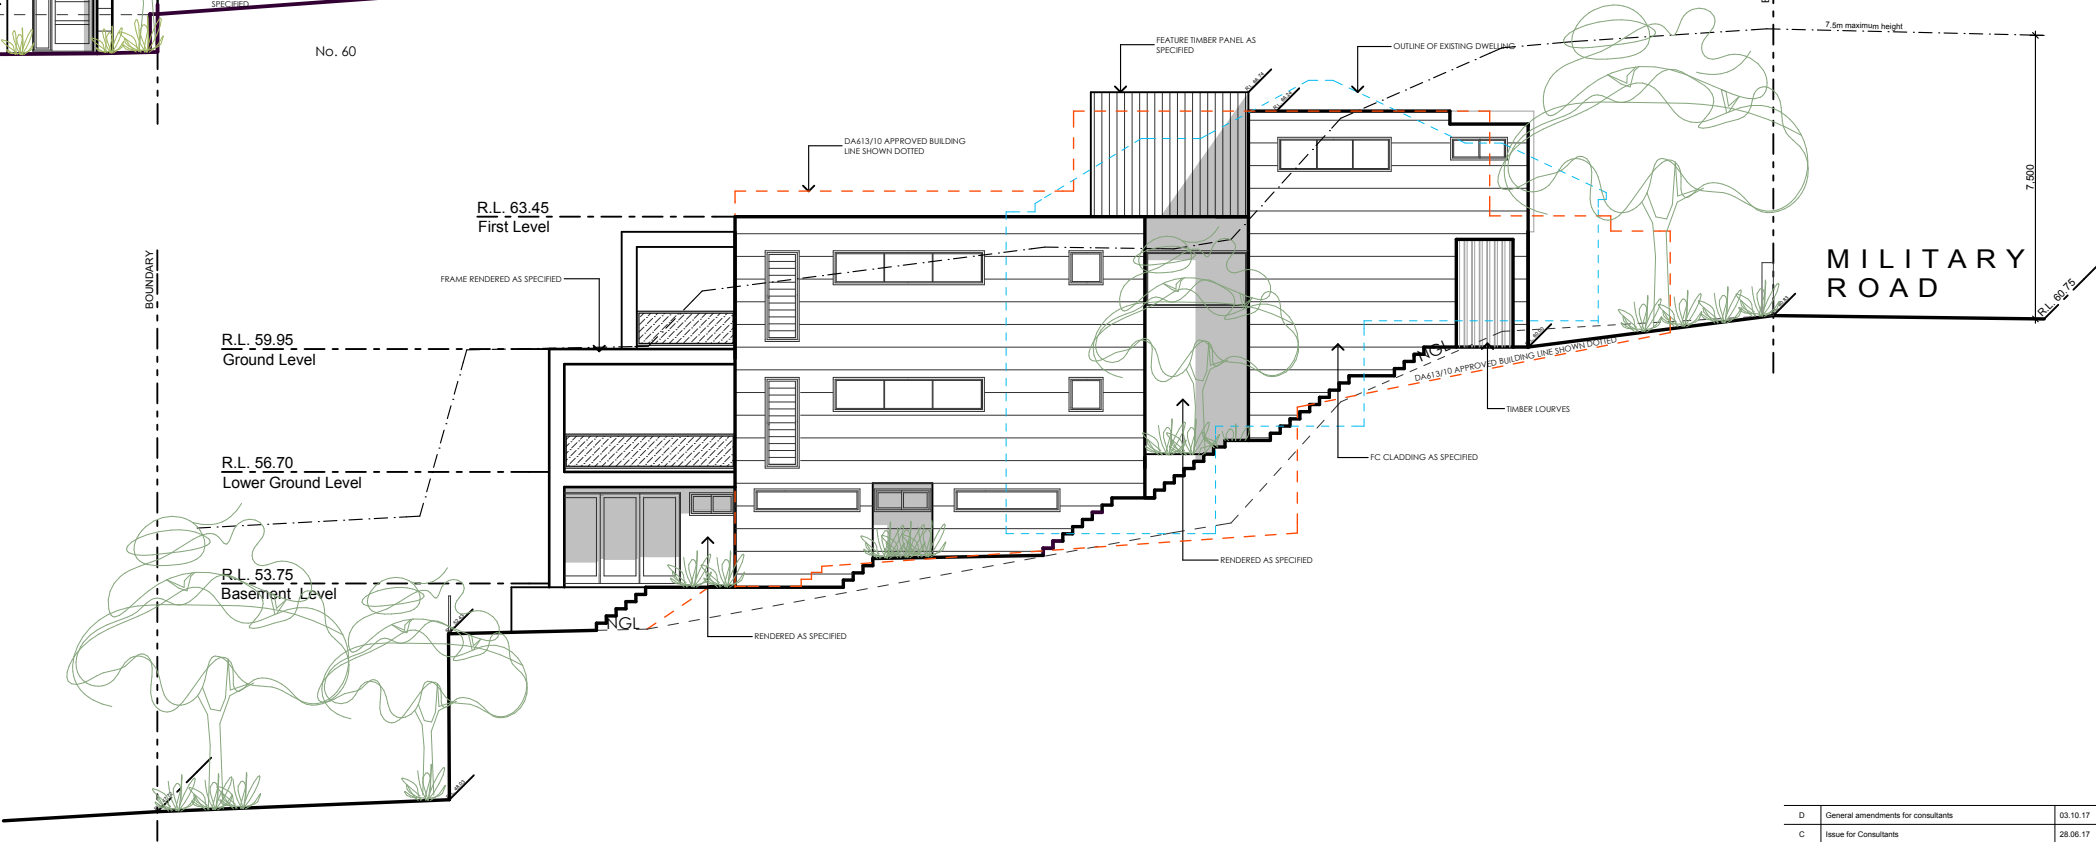 SPECIFIED
No. 60
FEATURE TIMBER PANEL AS
SPECIFIED
OUTLINE OF EXISTING DWELLING
7.5m maximum height
DA613/10 APPROVED BUILDING
LINE SHOWN DOTTED
7.500
R.L. 63.45
First Level
BOUNDARY
FRAME RENDERED AS SPECIFIED
MILITARY
ROAD
R.L. 60.75
R.L. 59.95
Ground Level
NGL
DA613/10 APPROVED BUILDING LINE SHOWN DOTTED
TIMBER LOURVES
FC CLADDING AS SPECIFIED
R.L. 56.70
Lower Ground Level
RENDERED AS SPECIFIED
R.L. 53.75
Basement Level
NGL
RENDERED AS SPECIFIED
D General amendments for consultants 03.10.17
C Issue for Consultants 28.06.17